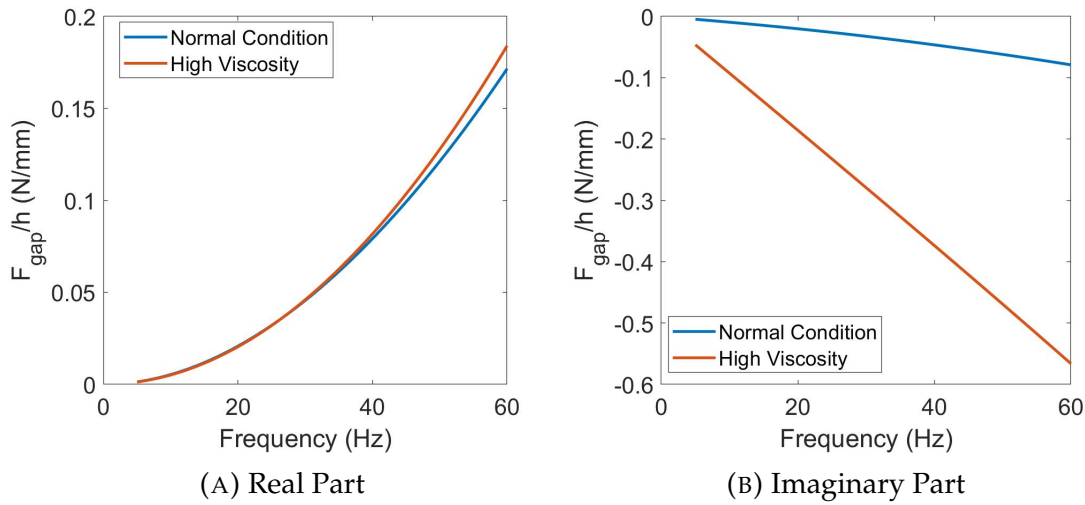 0.2
0.15
0.1
0.05
0
F_gap/h (N/mm)
Normal Condition
High Viscosity
0 20 40 60
Frequency (Hz)
(A) Real Part
0
-0.1
-0.2
-0.3
-0.4
-0.5
-0.6
F_gap/h (N/mm)
Normal Condition
High Viscosity
0 20 40 60
Frequency (Hz)
(B) Imaginary Part